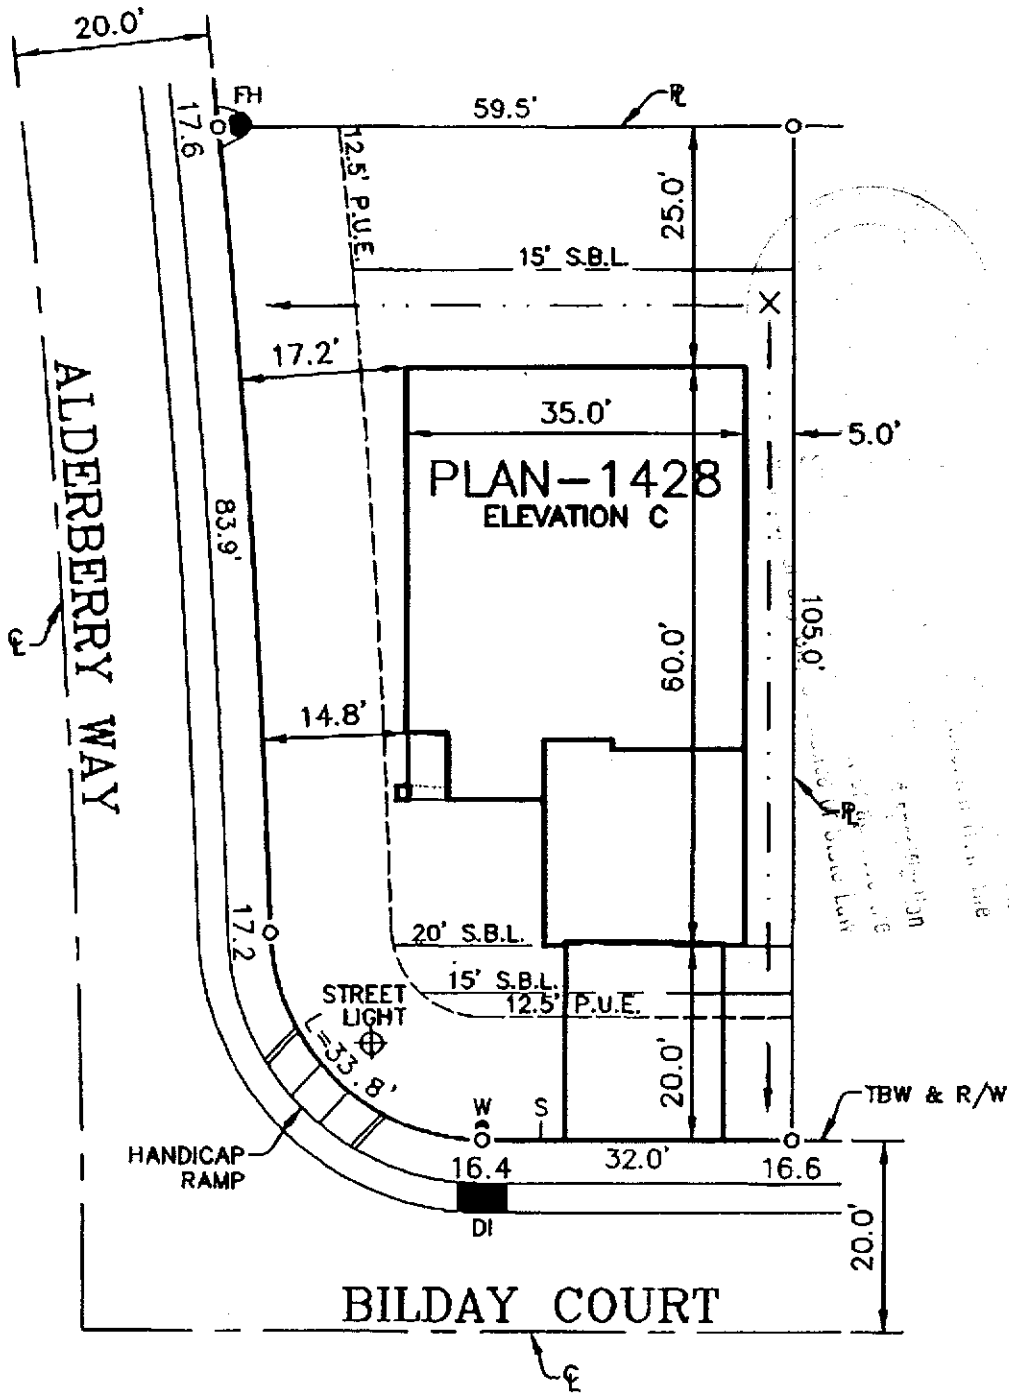 20.0'
FH
17.6
59.5'
PL
12.5' P.U.E.
25.0'
15' S.B.L.
17.2'
35.0'
5.0'
PLAN-1428
ELEVATION C
ALDERBERRY WAY
83.9'
CL
60.0'
105.0'
14.8'
PL
17.2
20' S.B.L.
15' S.B.L.
12.5' P.U.E.
STREET
LIGHT
L=33.8'
20.0'
W
S
TBW & R/W
HANDICAP
RAMP
16.4
32.0'
16.6
DI
20.0'
BILDAY COURT
CL